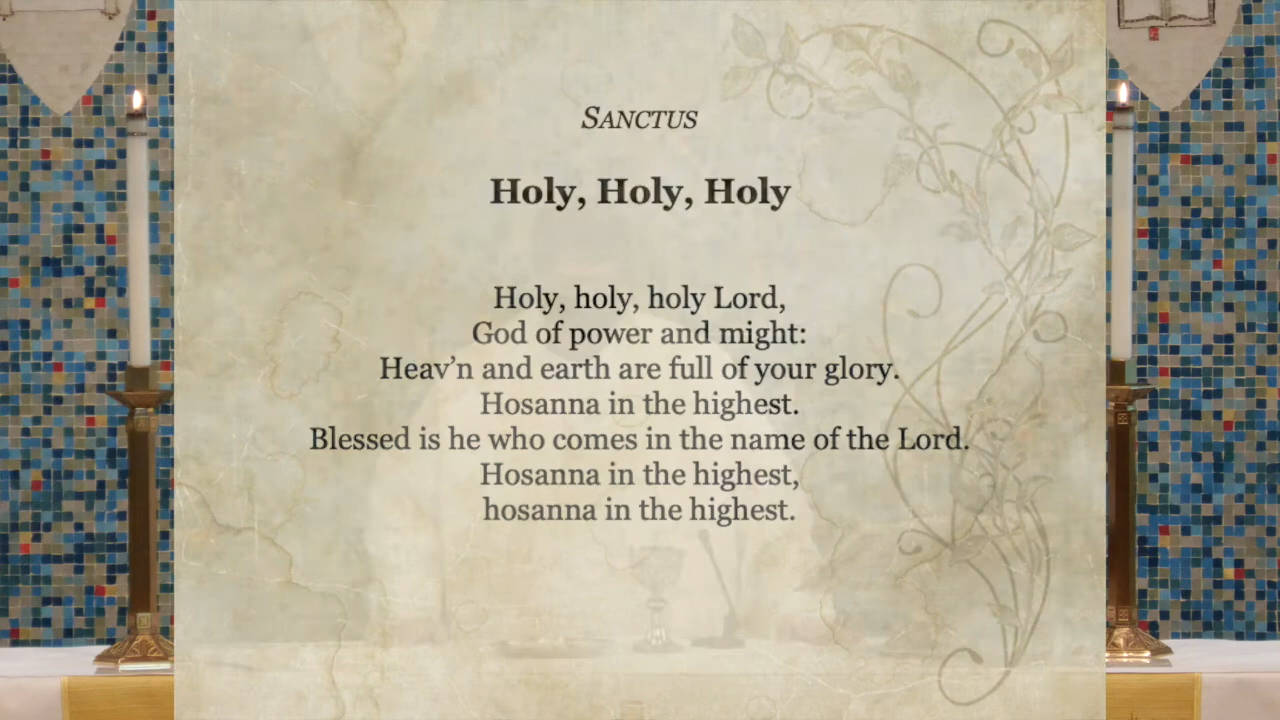 SANCTUS
Holy, Holy, Holy
Holy, holy, holy Lord,
God of power and might:
Heav’n and earth are full of your glory.
Hosanna in the highest.
Blessed is he who comes in the name of the Lord.
Hosanna in the highest,
hosanna in the highest.